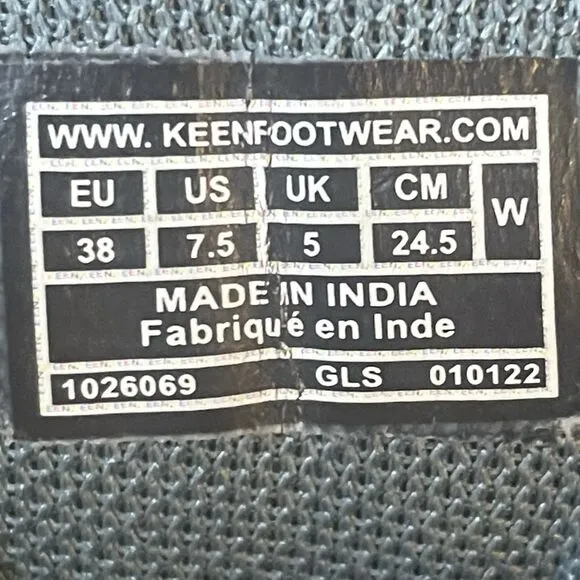 WWW. KEENFOOTWEAR.COM
EU US UK CM W
38 7.5 5 24.5
MADE IN INDIA
Fabriqué en Inde
1026069 GLS 010122